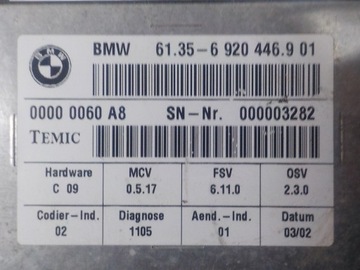 BMW
BMW 61.35-6 920 446.9 01
0000 0060 A8 SN-Nr. 000003282
TEMIC
Hardware MCV FSV OSV
C 09 0.5.17 6.11.0 2.3.0
Codier-Ind. Diagnose Aend.-Ind. Datum
02 1105 01 03/02